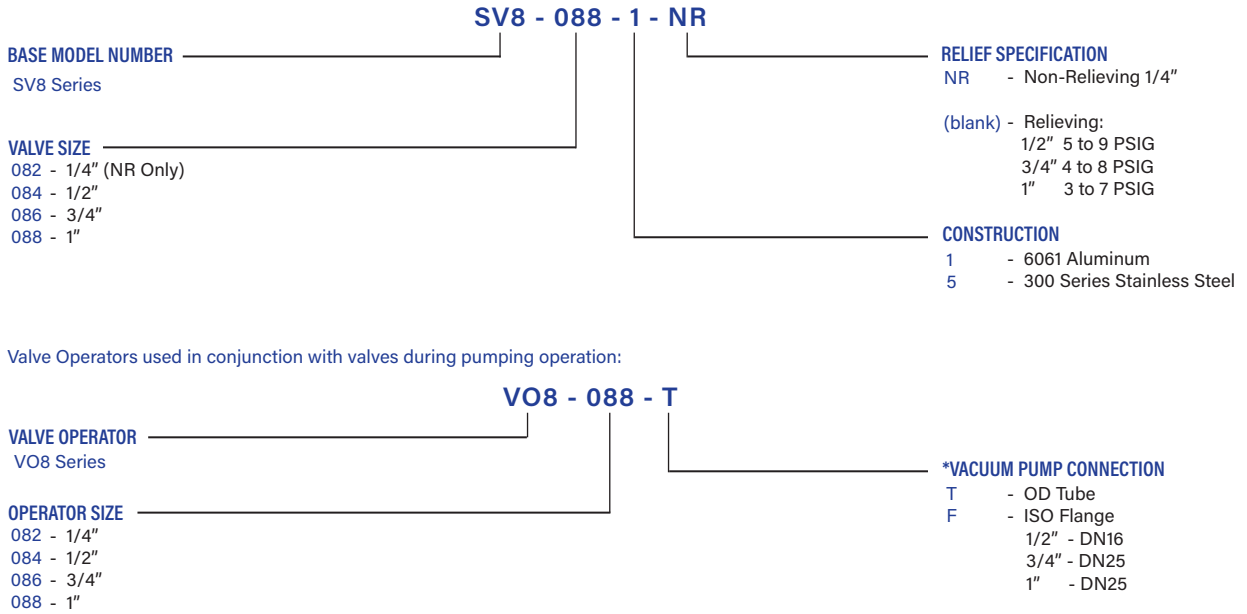 SV8 - 088 - 1 - NR
BASE MODEL NUMBER
SV8 Series
VALVE SIZE
082 - 1/4" (NR Only)
084 - 1/2"
086 - 3/4"
088 - 1"
RELIEF SPECIFICATION
NR - Non-Relieving 1/4"
(blank) - Relieving:
1/2" 5 to 9 PSIG
3/4" 4 to 8 PSIG
1" 3 to 7 PSIG
CONSTRUCTION
1 - 6061 Aluminum
5 - 300 Series Stainless Steel
Valve Operators used in conjunction with valves during pumping operation:
VO8 - 088 - T
VALVE OPERATOR
VO8 Series
OPERATOR SIZE
082 - 1/4"
084 - 1/2"
086 - 3/4"
088 - 1"
*VACUUM PUMP CONNECTION
T - OD Tube
F - ISO Flange
1/2" - DN16
3/4" - DN25
1" - DN25